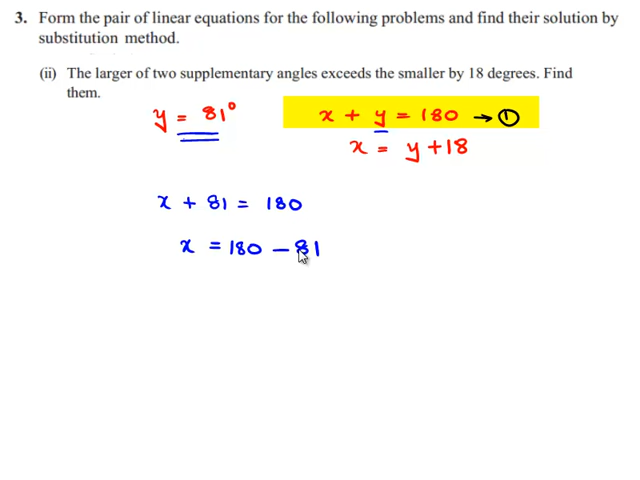 3. Form the pair of linear equations for the following problems and find their solution by
substitution method.
(ii) The larger of two supplementary angles exceeds the smaller by 18 degrees. Find
them.
y = 81°
x + y = 180 → ①
x = y + 18
x + 81 = 180
x = 180 − 81